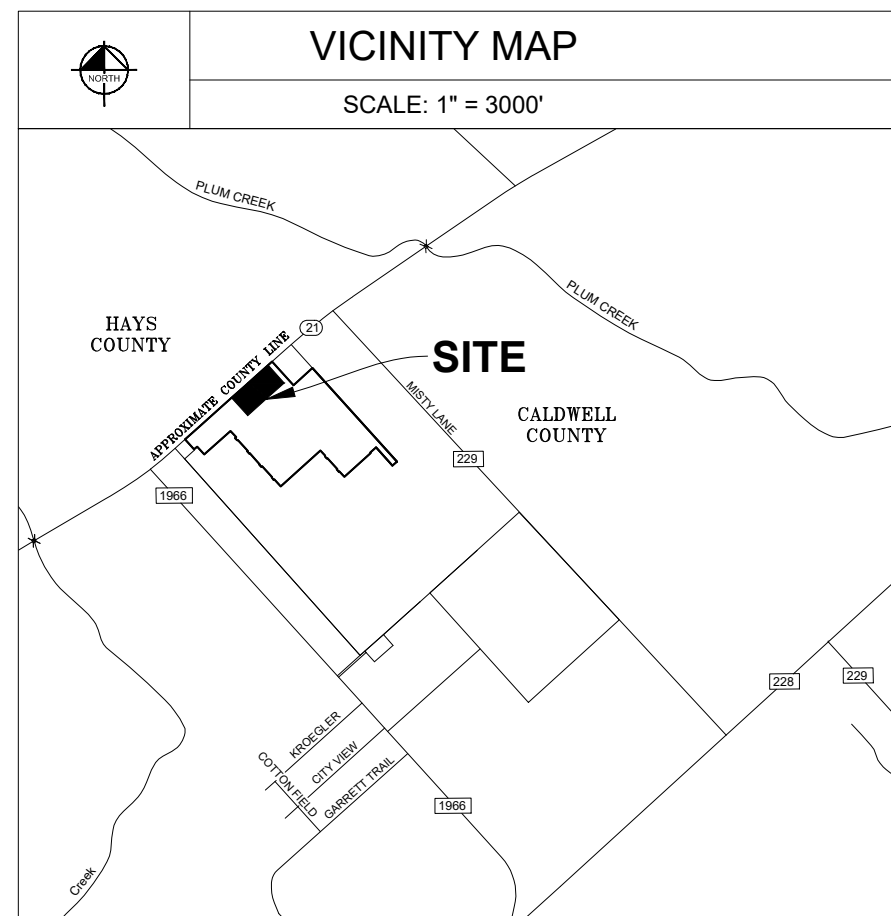 VICINITY MAP
NORTH
SCALE: 1" = 3000'
PLUM CREEK
PLUM CREEK
HAYS
COUNTY
21
APPROXIMATE COUNTY LINE
SITE
MISTY LANE
CALDWELL
COUNTY
229
1966
228
229
KROEGLER
CITY VIEW
COTTON FIELD
GARRETT TRAIL
1966
Creek